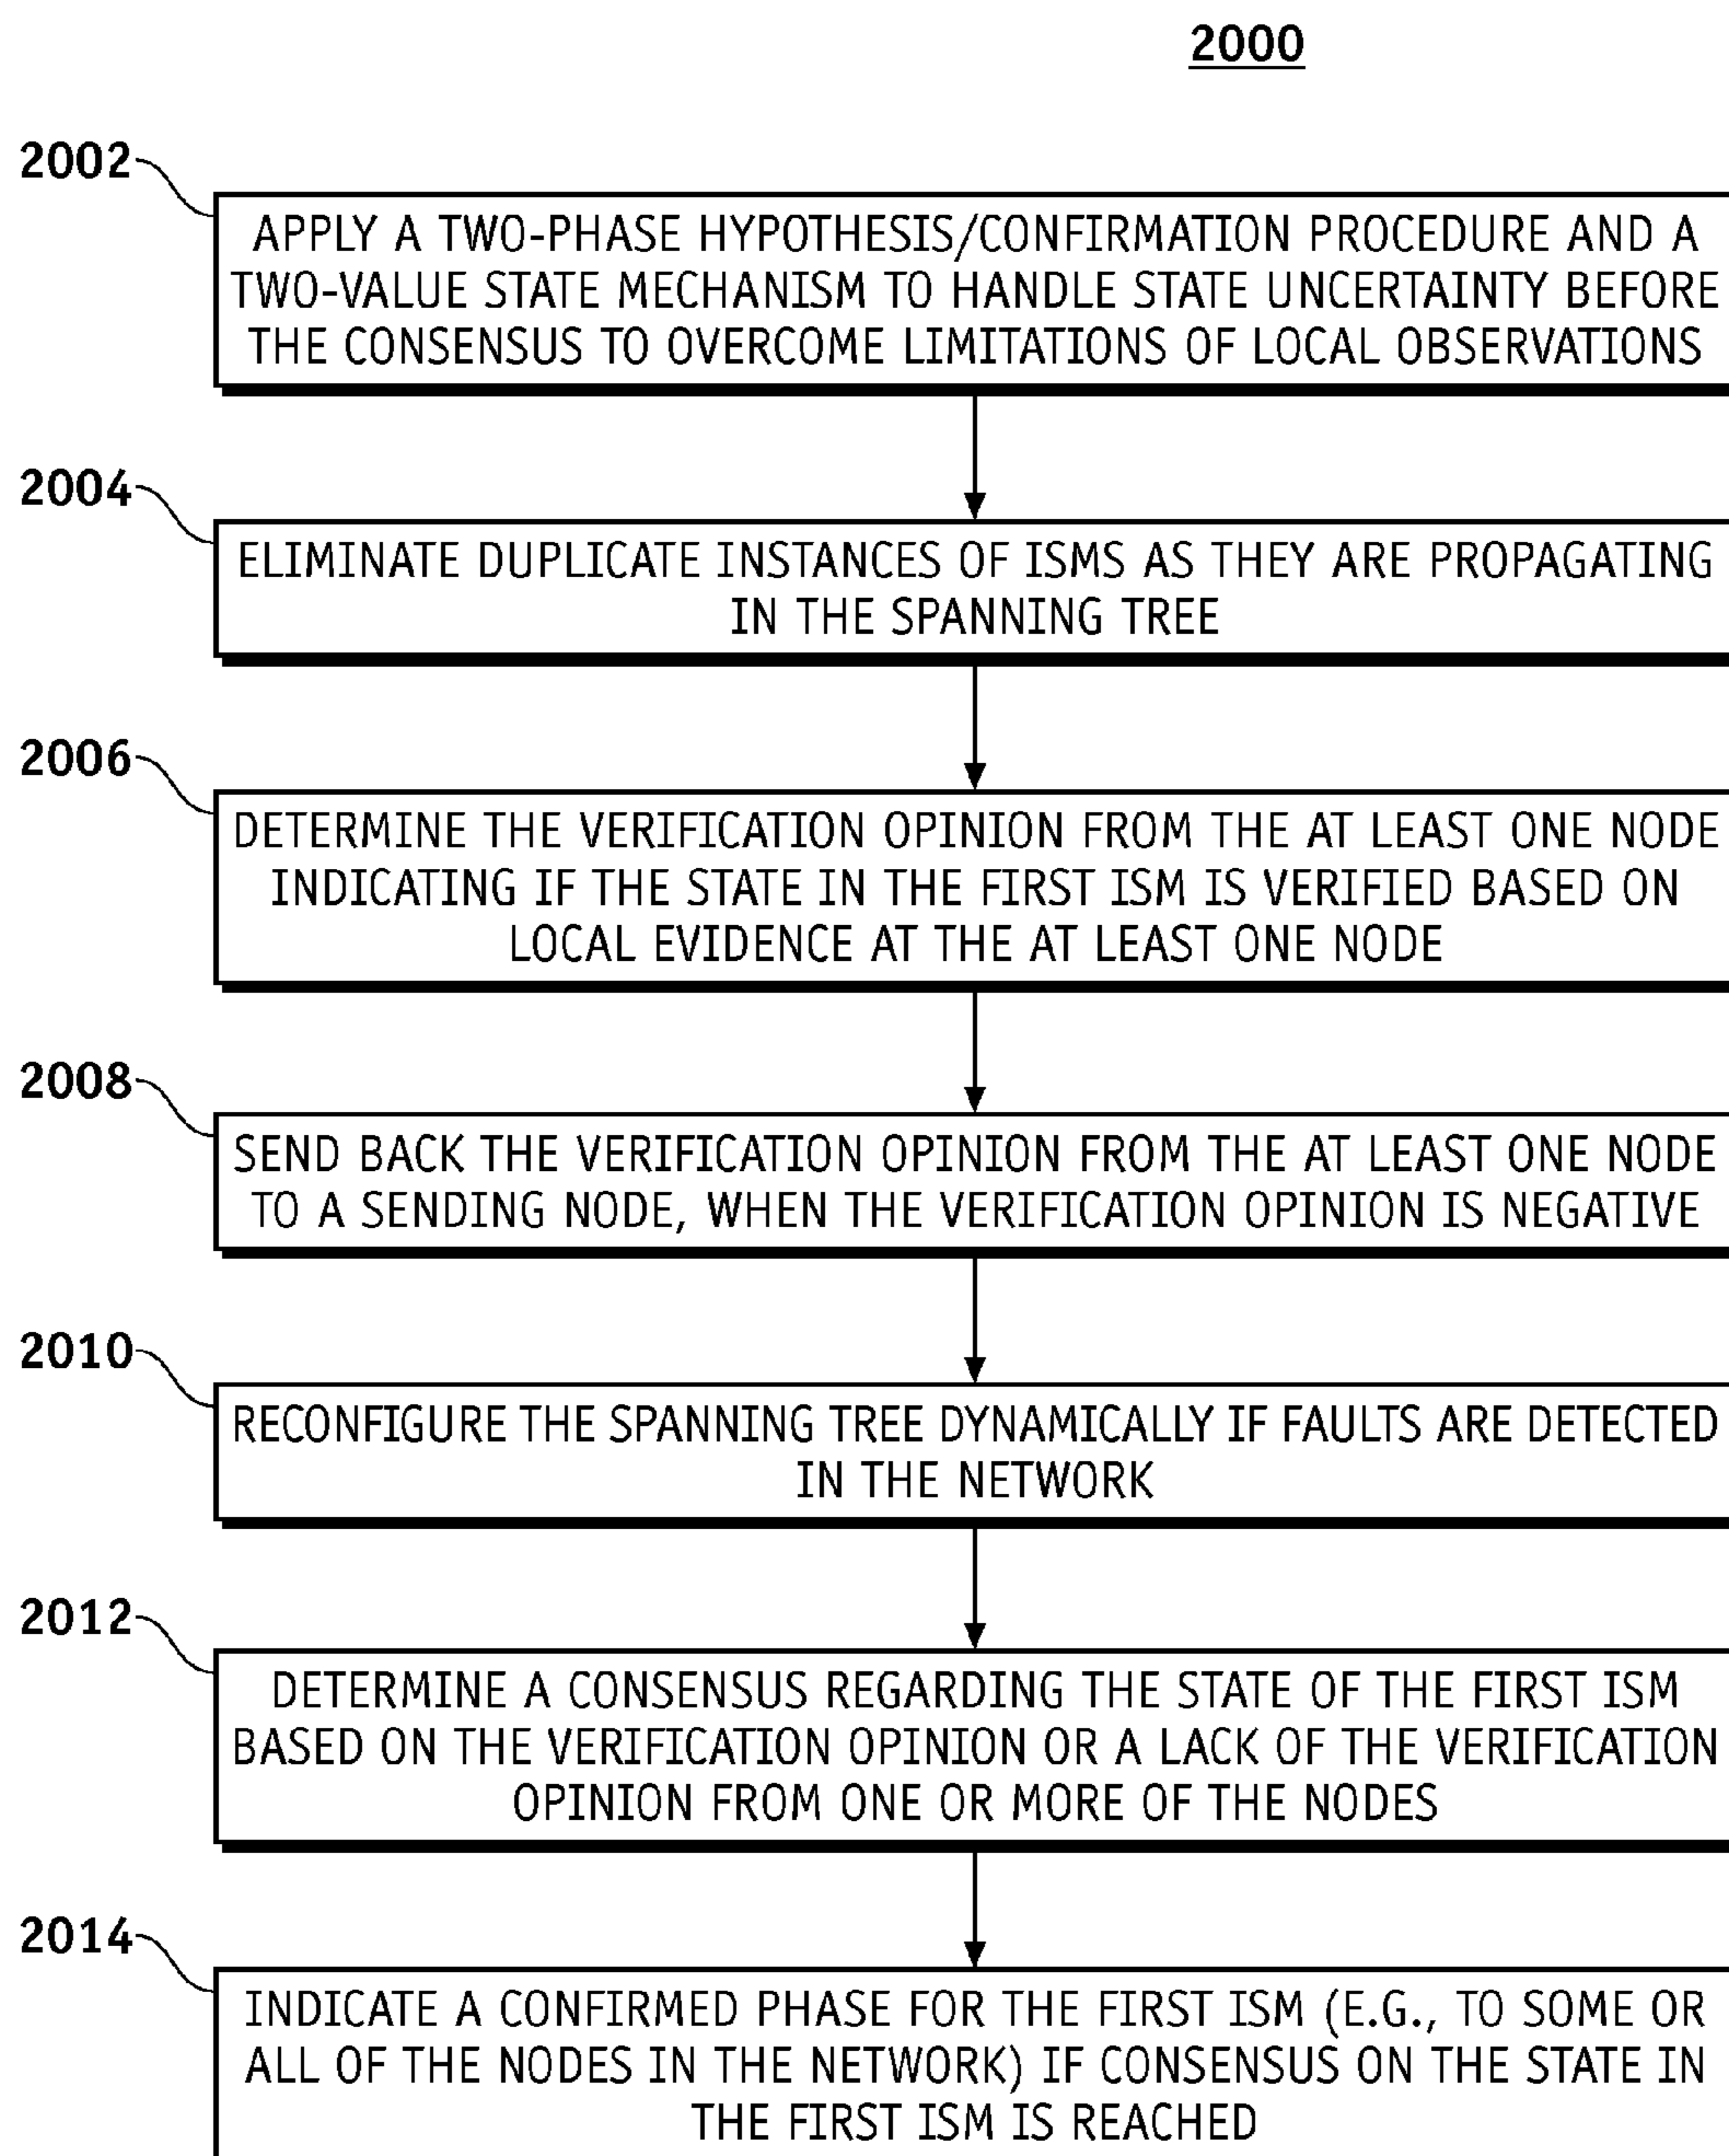 2000
2002
APPLY A TWO-PHASE HYPOTHESIS/CONFIRMATION PROCEDURE AND A
TWO-VALUE STATE MECHANISM TO HANDLE STATE UNCERTAINTY BEFORE
THE CONSENSUS TO OVERCOME LIMITATIONS OF LOCAL OBSERVATIONS
2004
ELIMINATE DUPLICATE INSTANCES OF ISMS AS THEY ARE PROPAGATING
IN THE SPANNING TREE
2006
DETERMINE THE VERIFICATION OPINION FROM THE AT LEAST ONE NODE
INDICATING IF THE STATE IN THE FIRST ISM IS VERIFIED BASED ON
LOCAL EVIDENCE AT THE AT LEAST ONE NODE
2008
SEND BACK THE VERIFICATION OPINION FROM THE AT LEAST ONE NODE
TO A SENDING NODE, WHEN THE VERIFICATION OPINION IS NEGATIVE
2010
RECONFIGURE THE SPANNING TREE DYNAMICALLY IF FAULTS ARE DETECTED
IN THE NETWORK
2012
DETERMINE A CONSENSUS REGARDING THE STATE OF THE FIRST ISM
BASED ON THE VERIFICATION OPINION OR A LACK OF THE VERIFICATION
OPINION FROM ONE OR MORE OF THE NODES
2014
INDICATE A CONFIRMED PHASE FOR THE FIRST ISM (E.G., TO SOME OR
ALL OF THE NODES IN THE NETWORK) IF CONSENSUS ON THE STATE IN
THE FIRST ISM IS REACHED